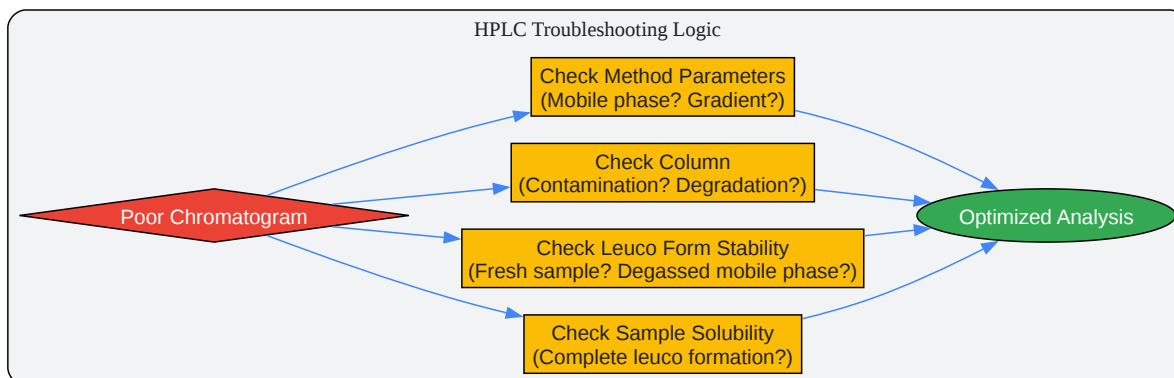 HPLC Troubleshooting Logic
Check Method Parameters
(Mobile phase? Gradient?)
Check Column
(Contamination? Degradation?)
Poor Chromatogram
Optimized Analysis
Check Leuco Form Stability
(Fresh sample? Degassed mobile phase?)
Check Sample Solubility
(Complete leuco formation?)